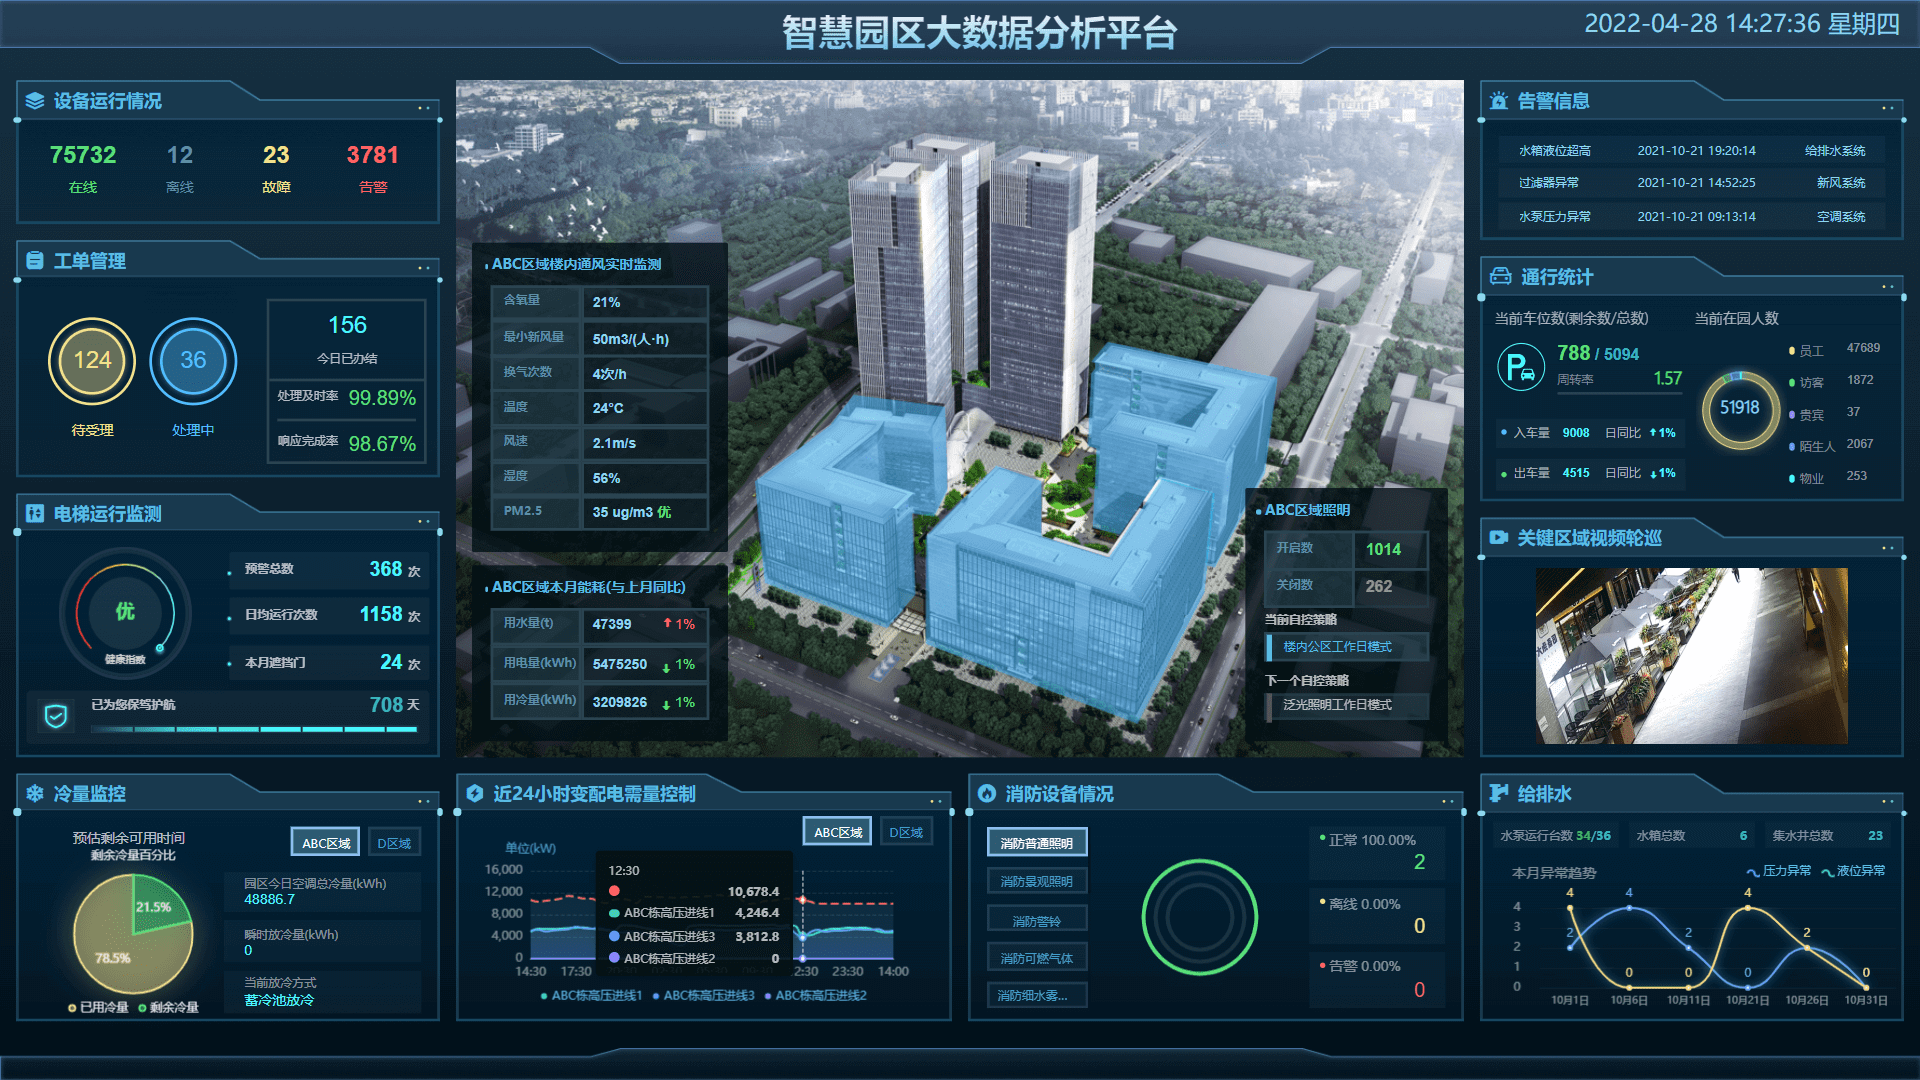 智慧园区大数据分析平台
2022-04-28 14:27:36 星期四
设备运行情况
75732 12 23 3781
在线 离线 故障 告警
工单管理
124
待受理
36
处理中
156
今日已办结
处理及时率 99.89%
响应完成率 98.67%
电梯运行监测
优
健康指数
预警总数 368 次
日均运行次数 1158 次
本月遮挡门 24 次
已为您保驾护航 708 天
冷量监控
预估剩余可用时间
剩余冷量百分比
ABC区域 D区域
21.5%
78.5%
已用冷量 剩余冷量
园区今日空调总冷量(kWh)
48886.7
瞬时放冷量(kWh)
0
当前放冷方式
蓄冷池放冷
ABC区域楼内通风实时监测
含氧量 21%
最小新风量 50m3/(人·h)
换气次数 4次/h
温度 24°C
风速 2.1m/s
湿度 56%
PM2.5 35 ug/m3 优
ABC区域本月能耗(与上月同比)
用水量(t) 47399 1%
用电量(kWh) 5475250 1%
用冷量(kWh) 3209826 1%
ABC区域照明
开启数 1014
关闭数 262
当前自控策略
楼内公区工作日模式
下一个自控策略
泛光照明工作日模式
近24小时变配电需量控制
ABC区域 D区域
单位(kW)
16,000
12,000
8,000
4,000
0
12:30
10,678.4
ABC栋高压进线1 4,246.4
ABC栋高压进线3 3,812.8
ABC栋高压进线2 0
14:30 17:30 2:30 23:30 14:00
ABC栋高压进线1 ABC栋高压进线3 ABC栋高压进线2
消防设备情况
消防普通照明
消防景观照明
消防警铃
消防可燃气体
消防细水雾...
正常 100.00%
2
离线 0.00%
0
告警 0.00%
0
告警信息
水箱液位超高 2021-10-21 19:20:14 给排水系统
过滤器异常 2021-10-21 14:52:25 新风系统
水泵压力异常 2021-10-21 09:13:14 空调系统
通行统计
当前车位数(剩余数/总数)
788 / 5094
周转率 1.57
入车量 9008 日同比 1%
出车量 4515 日同比 1%
当前在园人数
51918
员工 47689
访客 1872
贵宾 37
陌生人 2067
物业 253
关键区域视频轮巡
给排水
水泵运行台数 34/36 水箱总数 6 集水井总数 23
本月异常趋势
压力异常 液位异常
4
3
2
1
0
4 4 4
2 2 2
0 0 0 0
10月1日 10月6日 10月11日 10月21日 10月26日 10月31日